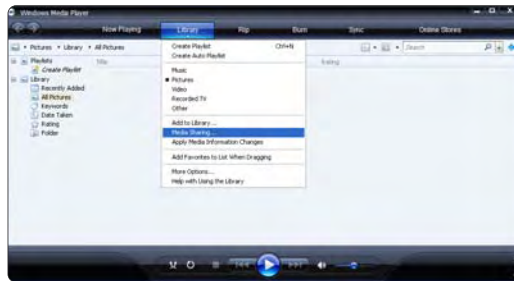 Windows Media Player
Now Playing Library Rip Burn Sync Online Stores
Pictures • Library • All Pictures
Search
Playlists
Create Playlist
Library
Recently Added
All Pictures
Keywords
Date Taken
Rating
Folder
Title
Rating
Create Playlist Ctrl+N
Create Auto Playlist
Music
Pictures
Video
Recorded TV
Other
Add to Library...
Media Sharing...
Apply Media Information Changes
Add Favorites to List When Dragging
More Options...
Help with Using the Library